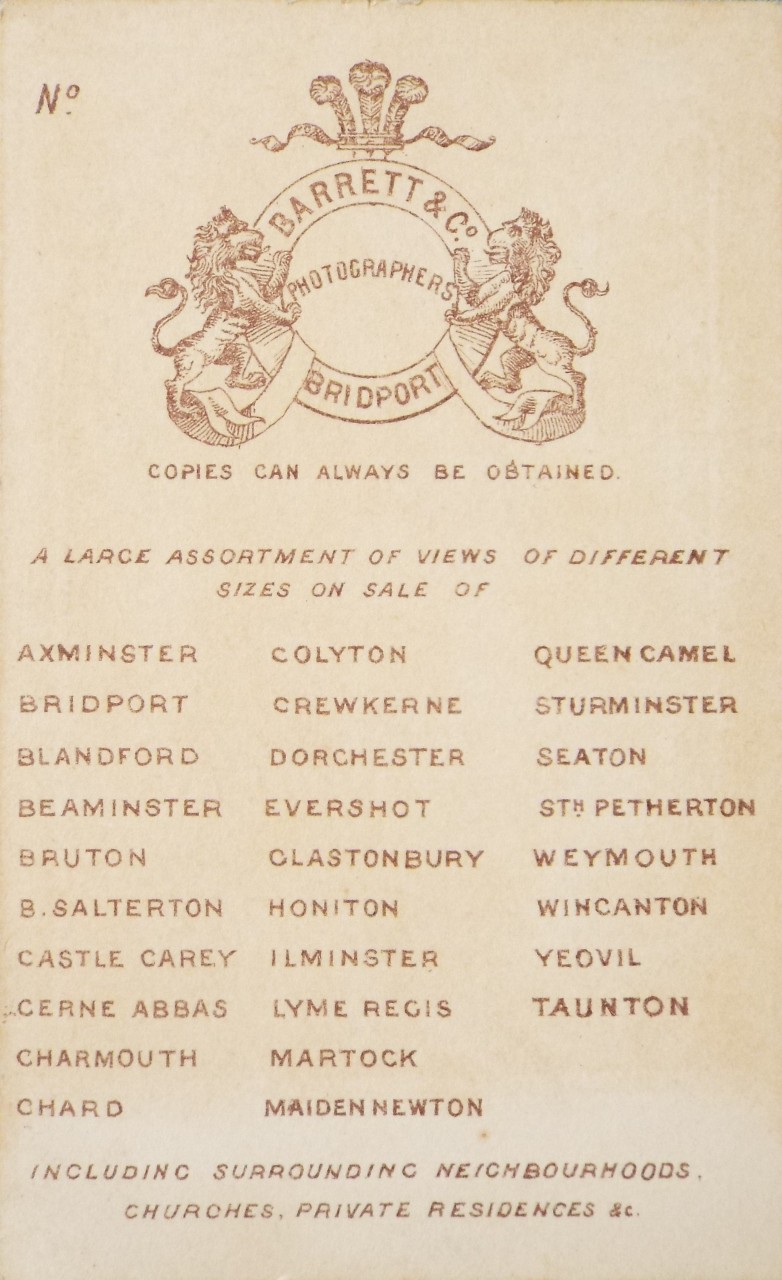 Nº.
BARRETT & Cº.
PHOTOGRAPHERS
BRIDPORT
COPIES CAN ALWAYS BE OBTAINED.
A LARGE ASSORTMENT OF VIEWS OF DIFFERENT
SIZES ON SALE OF
AXMINSTER COLYTON QUEEN CAMEL
BRIDPORT CREWKERNE STURMINSTER
BLANDFORD DORCHESTER SEATON
BEAMINSTER EVERSHOT STH PETHERTON
BRUTON GLASTONBURY WEYMOUTH
B. SALTERTON HONITON WINCANTON
CASTLE CAREY ILMINSTER YEOVIL
CERNE ABBAS LYME REGIS TAUNTON
CHARMOUTH MARTOCK
CHARD MAIDEN NEWTON
INCLUDING SURROUNDING NEIGHBOURHOODS,
CHURCHES, PRIVATE RESIDENCES &c.